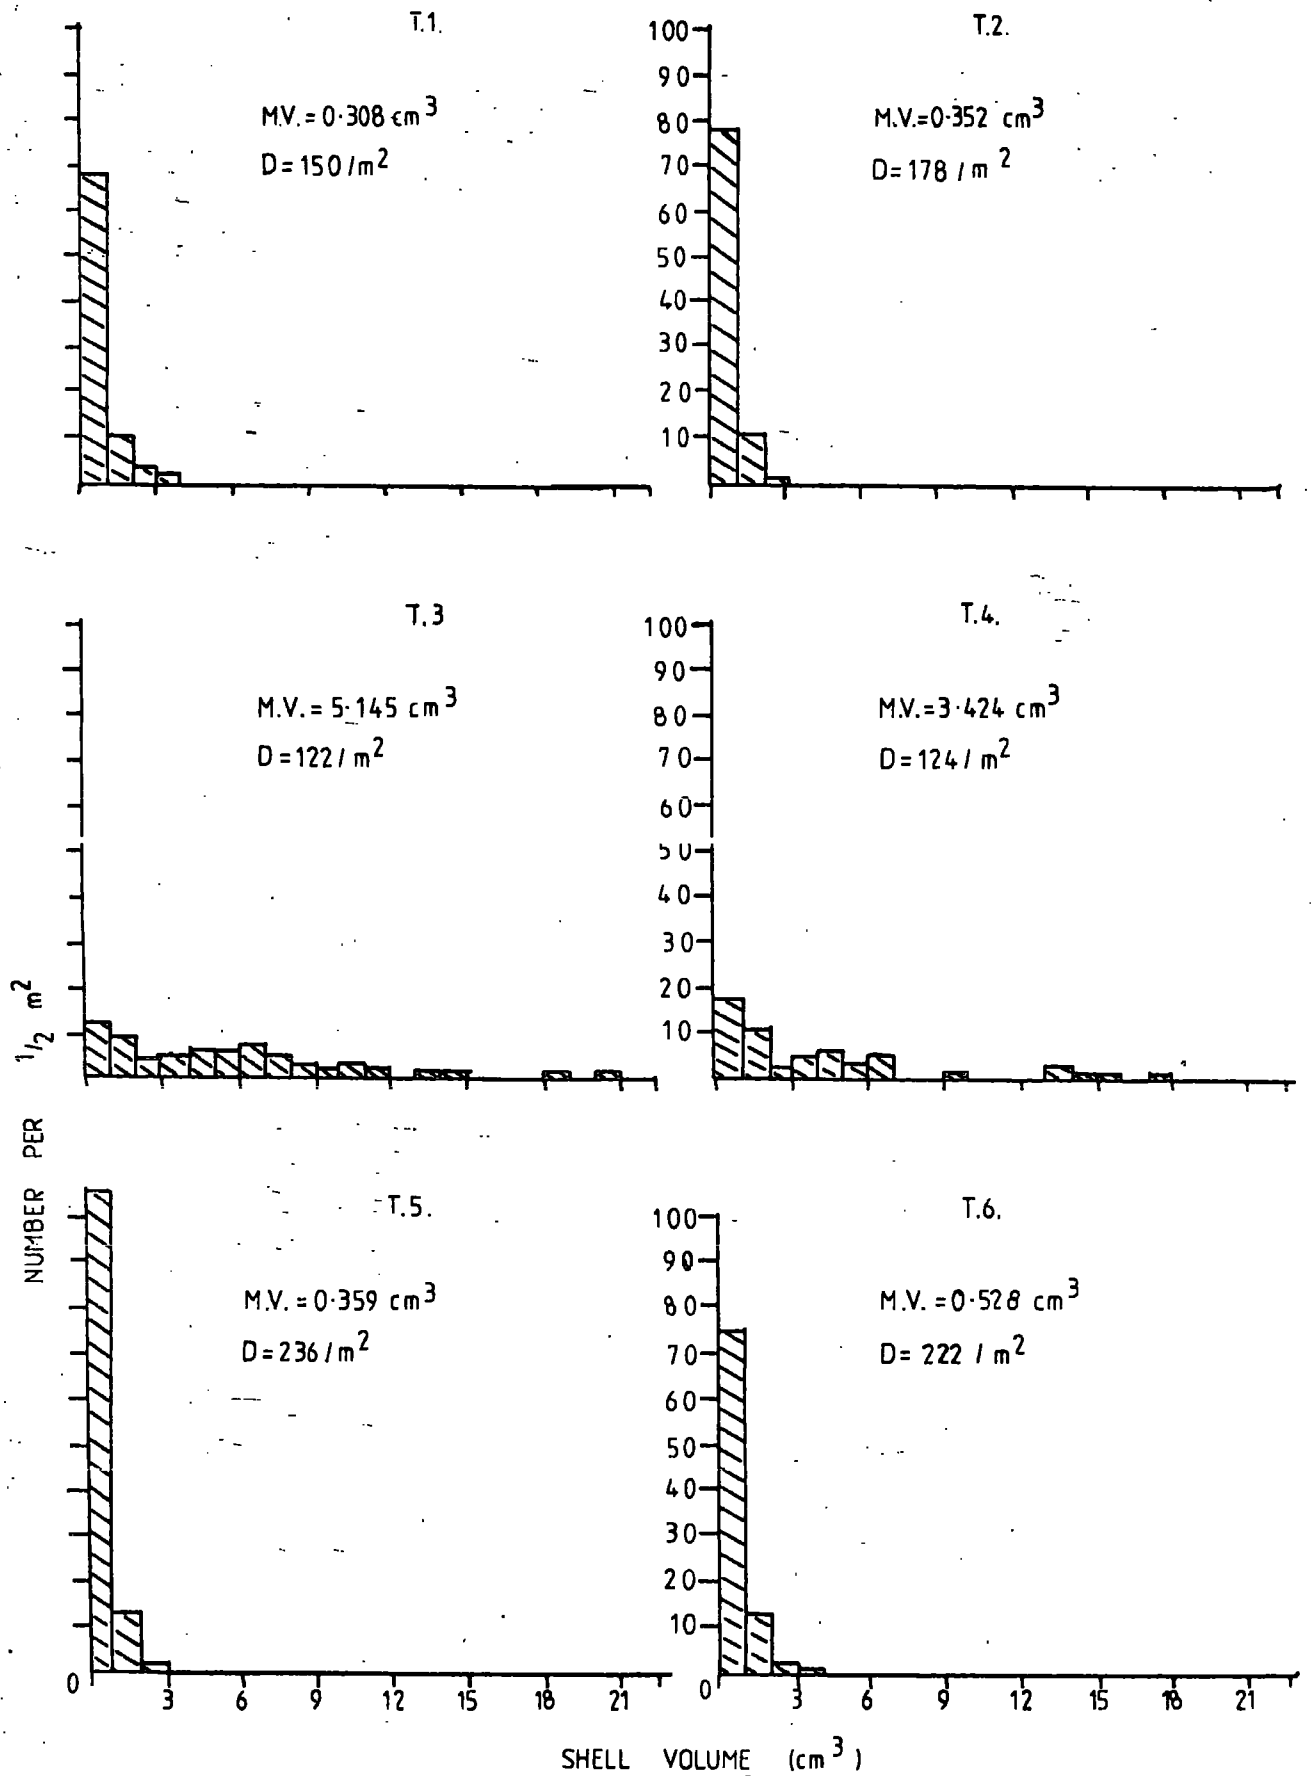 T.1.
M.V. = 0·308 cm³
D = 150 /m²
T.2.
100
90
80
70
60
50
40
30
20
10
M.V.=0·352 cm³
D = 178 / m²
T.3
M.V. = 5·145 cm³
D = 122 / m²
T.4.
100
90
80
70
60
50
40
30
20
10
M.V.=3·424 cm³
D = 124 / m²
T.5.
M.V. = 0·359 cm³
D = 236 / m²
0
3
6
9
12
15
18
21
T.6.
100
90
80
70
60
50
40
30
20
10
0
M.V. = 0·528 cm³
D = 222 / m²
3
6
9
12
15
18
21
NUMBER PER 1/2 m²
SHELL VOLUME (cm³)